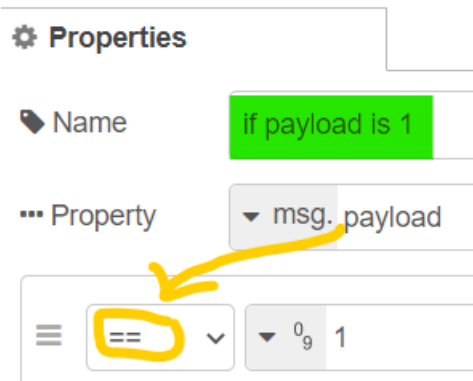 Properties
Name if payload is 1
Property msg. payload
== 0 9 1